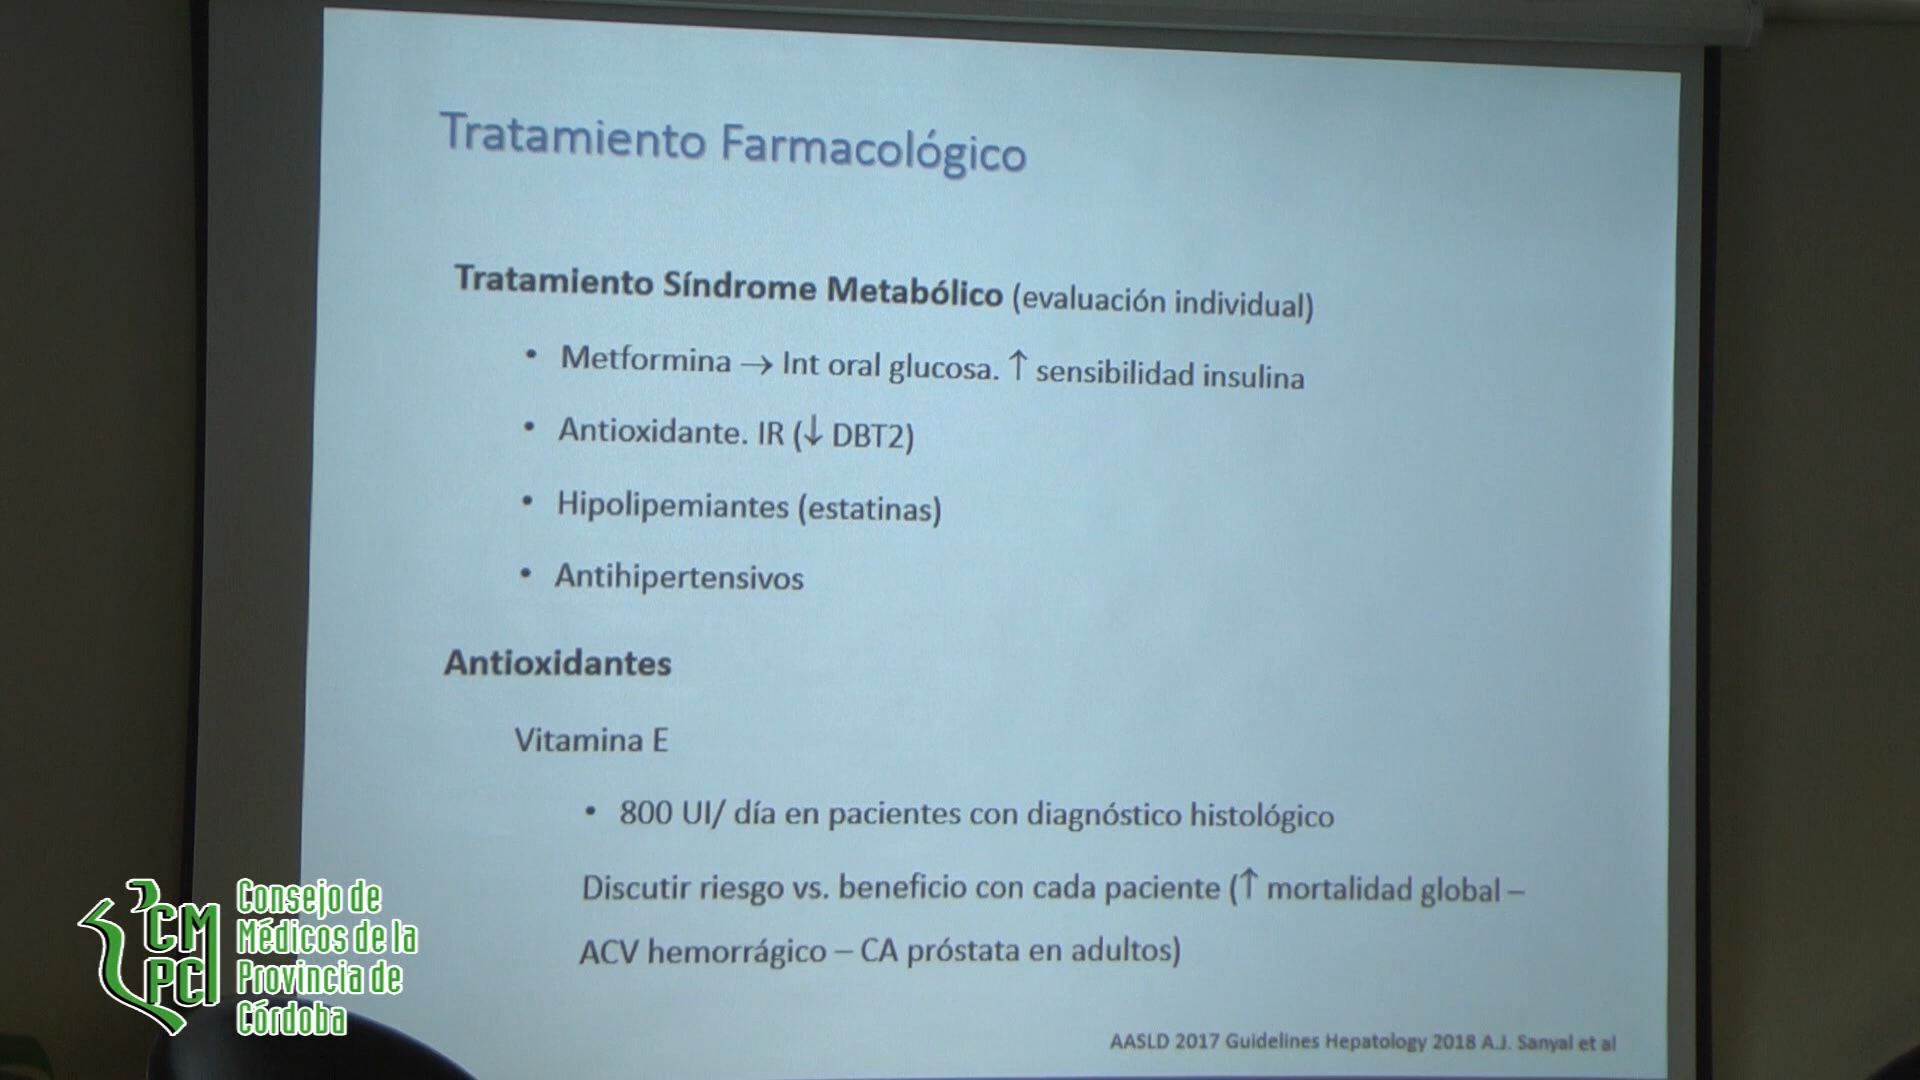 Tratamiento Farmacológico
Tratamiento Síndrome Metabólico (evaluación individual)
• Metformina → Int oral glucosa. ↑ sensibilidad insulina
• Antioxidante. IR (↓ DBT2)
• Hipolipemiantes (estatinas)
• Antihipertensivos
Antioxidantes
Vitamina E
• 800 UI/ día en pacientes con diagnóstico histológico
Discutir riesgo vs. beneficio con cada paciente (↑ mortalidad global –
ACV hemorrágico – CA próstata en adultos)
AASLD 2017 Guidelines Hepatology 2018 A.J. Sanyal et al
CM
PC
Consejo de
Médicos de la
Provincia de
Córdoba